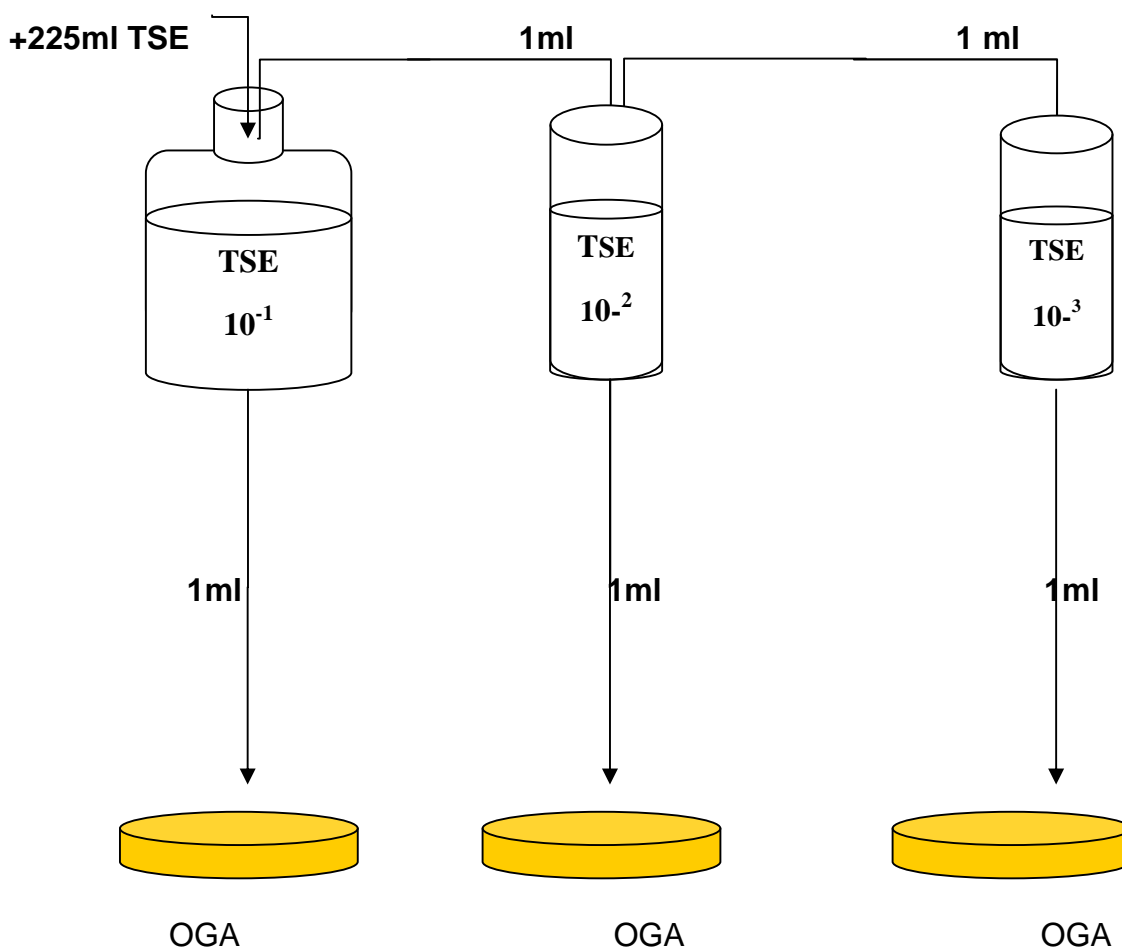 +225ml TSE
1ml
1 ml
TSE
10⁻¹
TSE
10-²
TSE
10-³
1ml
1ml
1ml
OGA
OGA
OGA